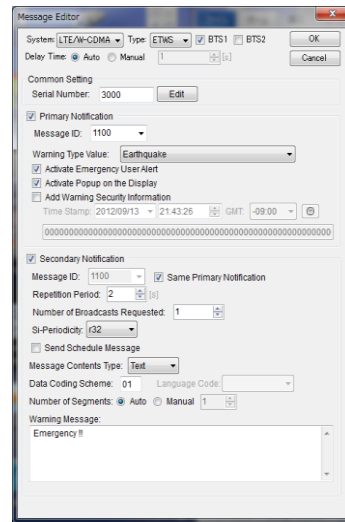 Message Editor
System: LTE/W-CDMA Type: ETWS BTS1 BTS2 OK
Delay Time: Auto Manual 1 [s] Cancel
Common Setting
Serial Number: 3000 Edit
Primary Notification
Message ID: 1100
Warning Type Value: Earthquake
Activate Emergency User Alert
Activate Popup on the Display
Add Warning Security Information
Time Stamp: 2012/09/13 21:43:26 GMT: -09:00
Secondary Notification
Message ID: 1100 Same Primary Notification
Repetition Period: 2 [s]
Number of Broadcasts Requested: 1
Si-Periodicity: r32
Send Schedule Message
Message Contents Type: Text
Data Coding Scheme: 01 Language Code:
Number of Segments: Auto Manual 1
Warning Message:
Emergency !!